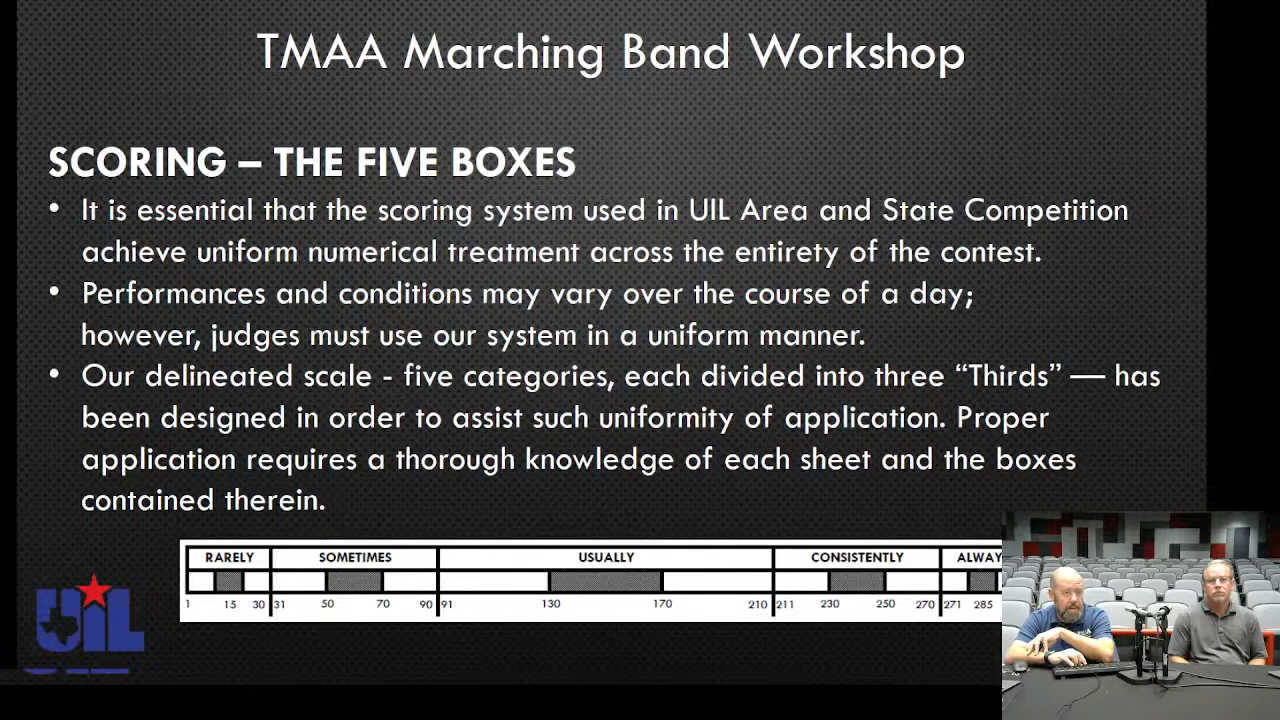 TMAA Marching Band Workshop
SCORING – THE FIVE BOXES
• It is essential that the scoring system used in UIL Area and State Competition
achieve uniform numerical treatment across the entirety of the contest.
• Performances and conditions may vary over the course of a day;
however, judges must use our system in a uniform manner.
• Our delineated scale - five categories, each divided into three “Thirds” — has
been designed in order to assist such uniformity of application. Proper
application requires a thorough knowledge of each sheet and the boxes
contained therein.
RARELY SOMETIMES USUALLY CONSISTENTLY ALWAY
1 15 30 31 50 70 90 91 130 170 210 211 230 250 270 271 285
UIL